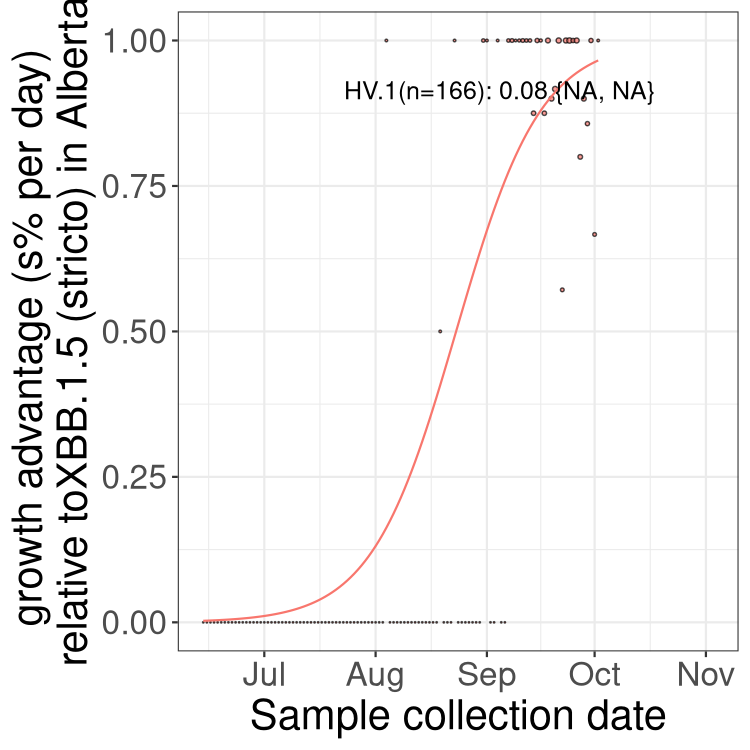 growth advantage (s% per day)
relative toXBB.1.5 (stricto) in Alberta
1.00
0.75
0.50
0.25
0.00
HV.1(n=166): 0.08 {NA, NA}
Jul Aug Sep Oct Nov
Sample collection date